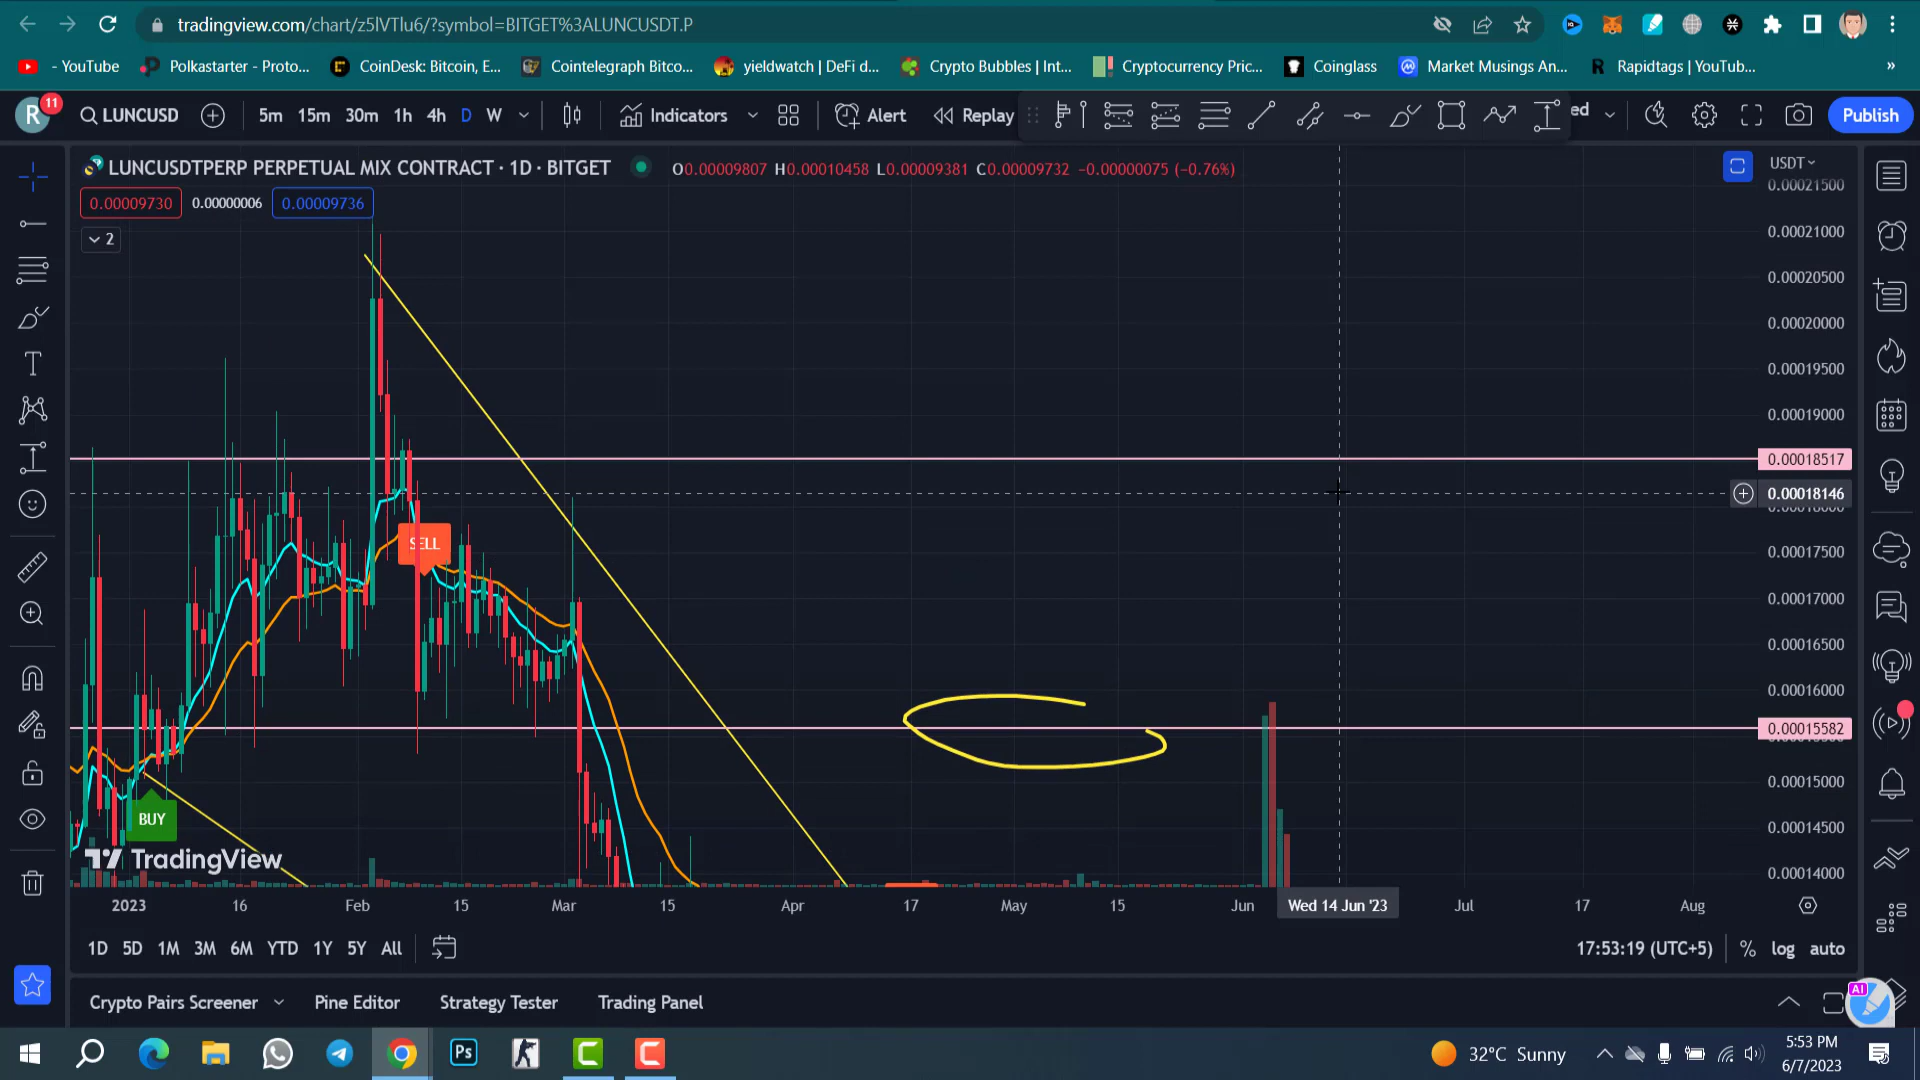 tradingview.com/chart/z5lVTlu6/?symbol=BITGET%3ALUNCUSDT.P
- YouTube Polkastarter - Proto... CoinDesk: Bitcoin, E... Cointelegraph Bitco... yieldwatch | DeFi d... Crypto Bubbles | Int... Cryptocurrency Pric... Coinglass Market Musings An... Rapidtags | YouTub... »
R 11 LUNCUSD 5m 15m 30m 1h 4h D W Indicators Alert Replay ed Publish
LUNCUSDTPERP PERPETUAL MIX CONTRACT · 1D · BITGET O0.00009807 H0.00010458 L0.00009381 C0.00009732 −0.00000075 (−0.76%) USDT
0.00021500
0.00009730 0.00000006 0.00009736
0.00021000
2
0.00020500
0.00020000
0.00019500
0.00019000
0.00018517
0.00018146
SELL
0.00017500
0.00017000
0.00016500
0.00016000
0.00015582
0.00015000
BUY
0.00014500
TradingView
0.00014000
2023 16 Feb 15 Mar 15 Apr 17 May 15 Jun Wed 14 Jun '23 Jul 17 Aug
1D 5D 1M 3M 6M YTD 1Y 5Y All 17:53:19 (UTC+5) % log auto
Crypto Pairs Screener Pine Editor Strategy Tester Trading Panel
AI
Ps 32°C Sunny 5:53 PM
6/7/2023